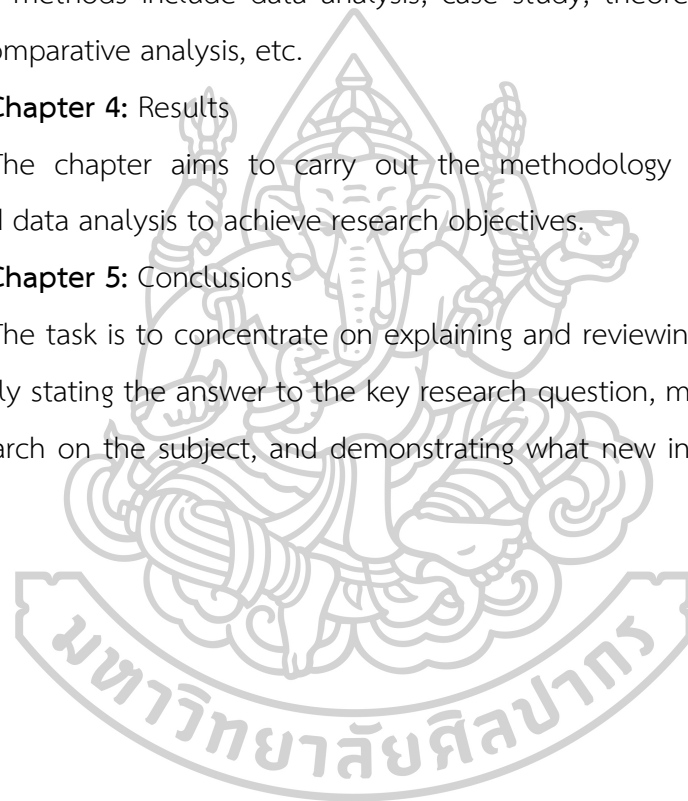 methods include data analysis, case study, theore
omparative analysis, etc.
Chapter 4: Results
The chapter aims to carry out the methodology
d data analysis to achieve research objectives.
Chapter 5: Conclusions
The task is to concentrate on explaining and reviewin
ly stating the answer to the key research question, m
arch on the subject, and demonstrating what new in
มหาวิทยาลัยศิลปากร